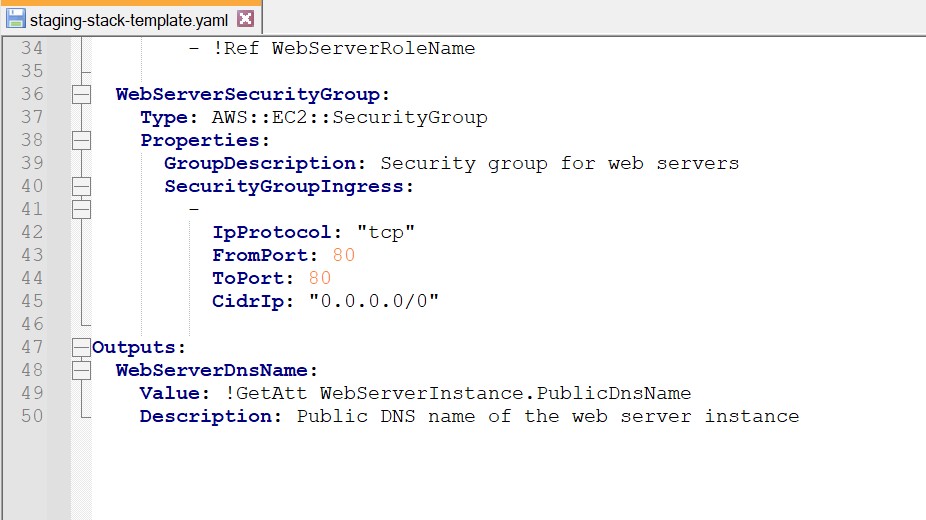 staging-stack-template.yaml
34         - !Ref WebServerRoleName
35
36   WebServerSecurityGroup:
37     Type: AWS::EC2::SecurityGroup
38     Properties:
39       GroupDescription: Security group for web servers
40       SecurityGroupIngress:
41         -
42           IpProtocol: "tcp"
43           FromPort: 80
44           ToPort: 80
45           CidrIp: "0.0.0.0/0"
46
47 Outputs:
48   WebServerDnsName:
49     Value: !GetAtt WebServerInstance.PublicDnsName
50     Description: Public DNS name of the web server instance